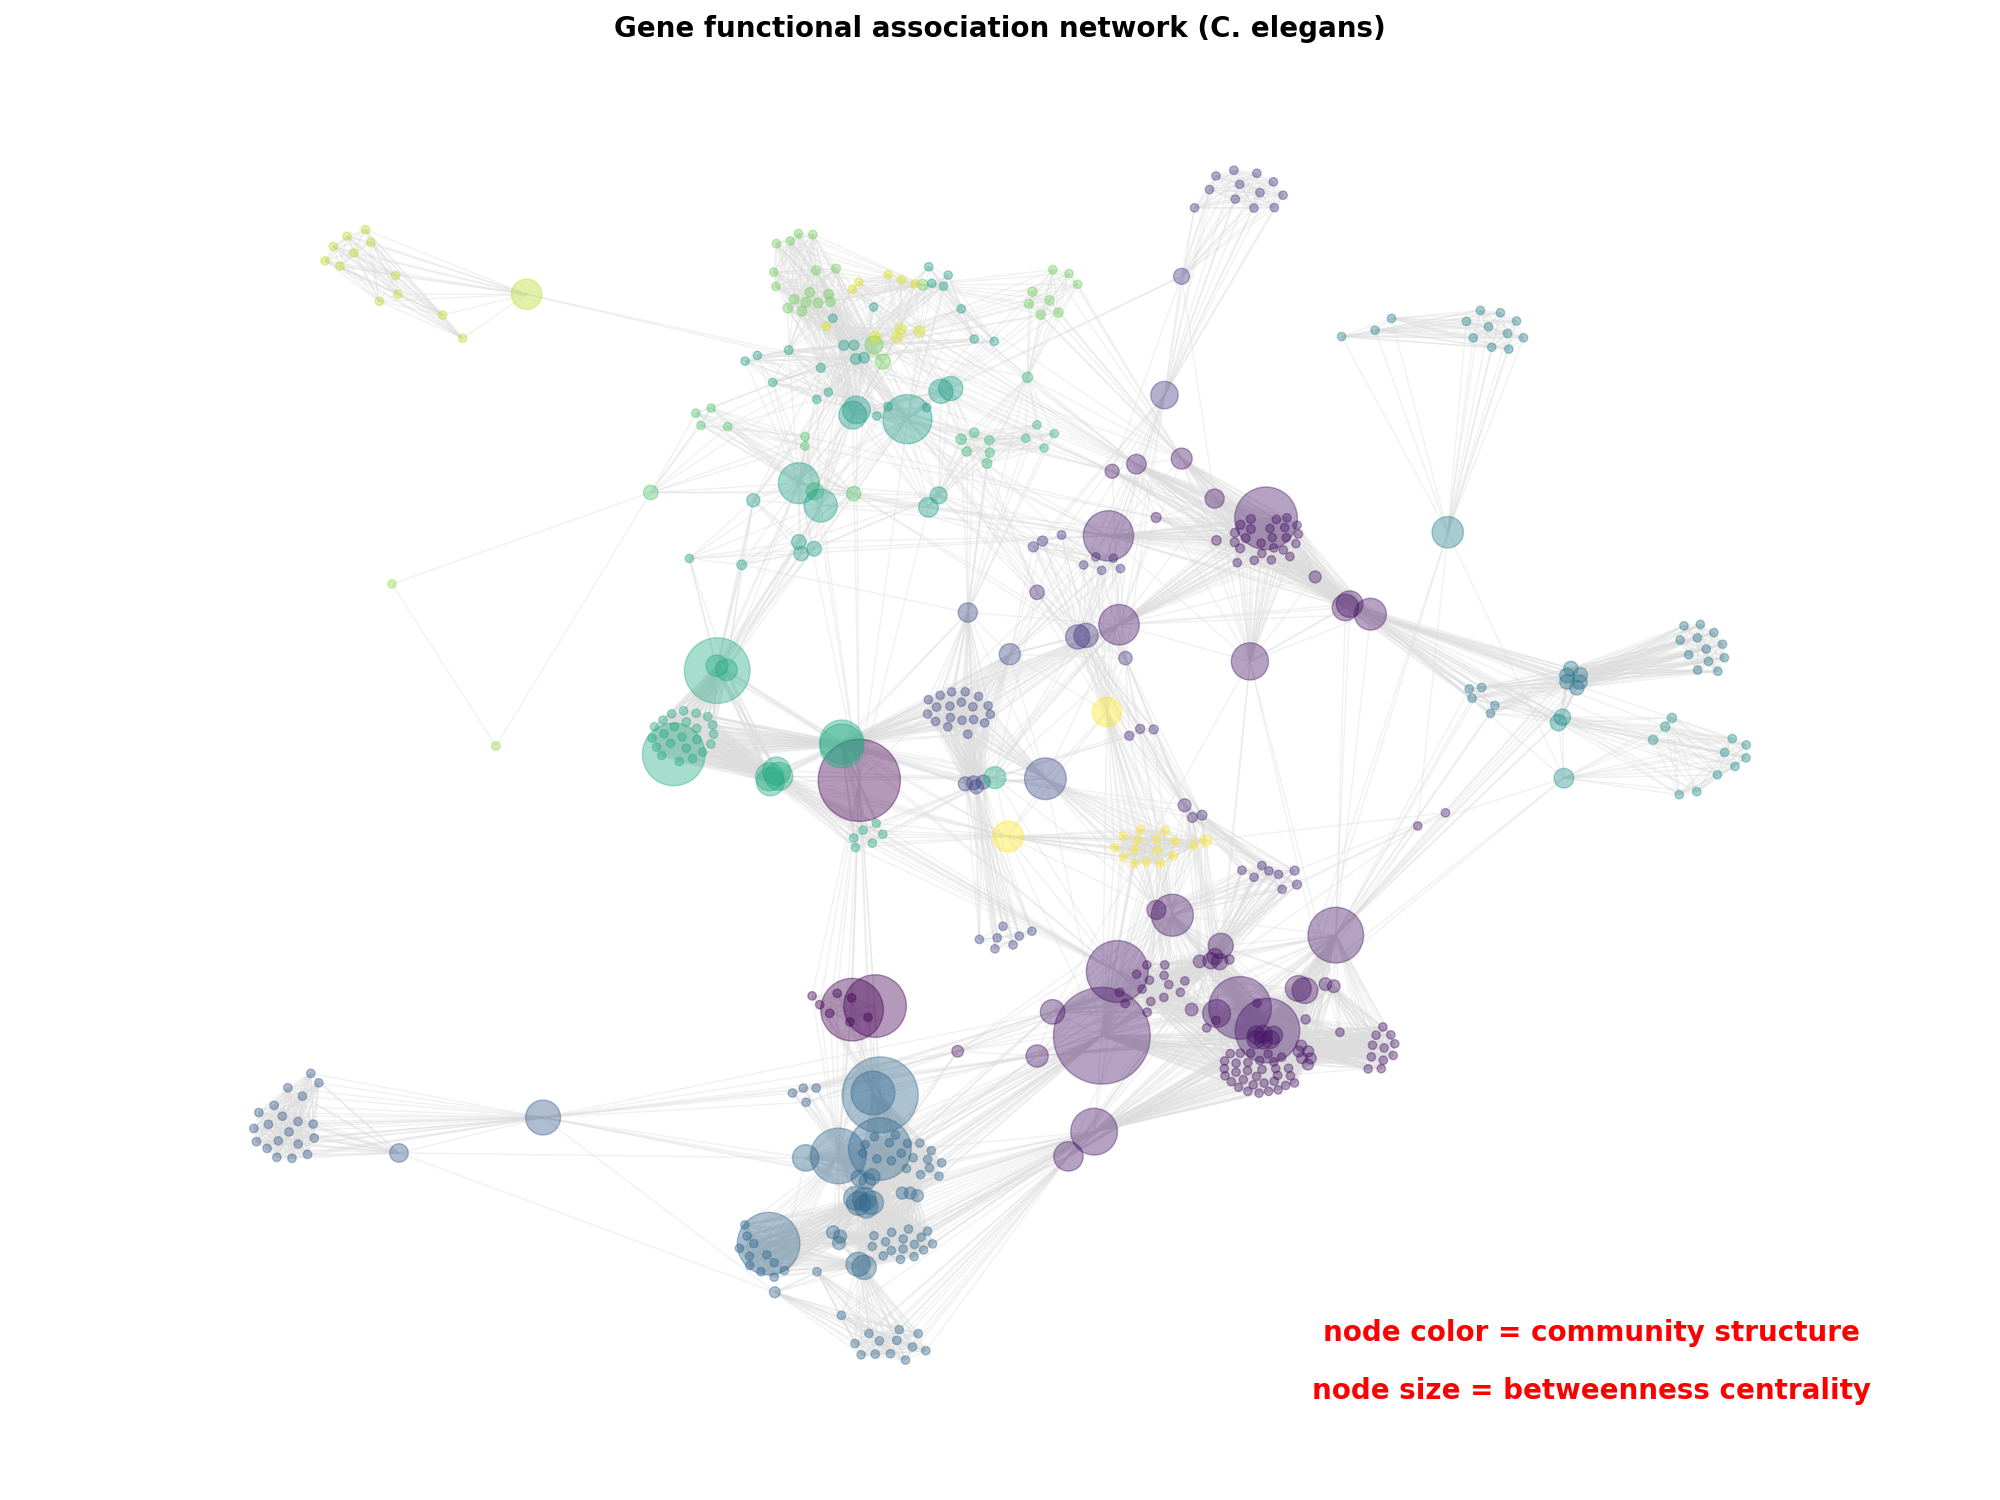 Gene functional association network (C. elegans)
node color = community structure
node size = betweenness centrality